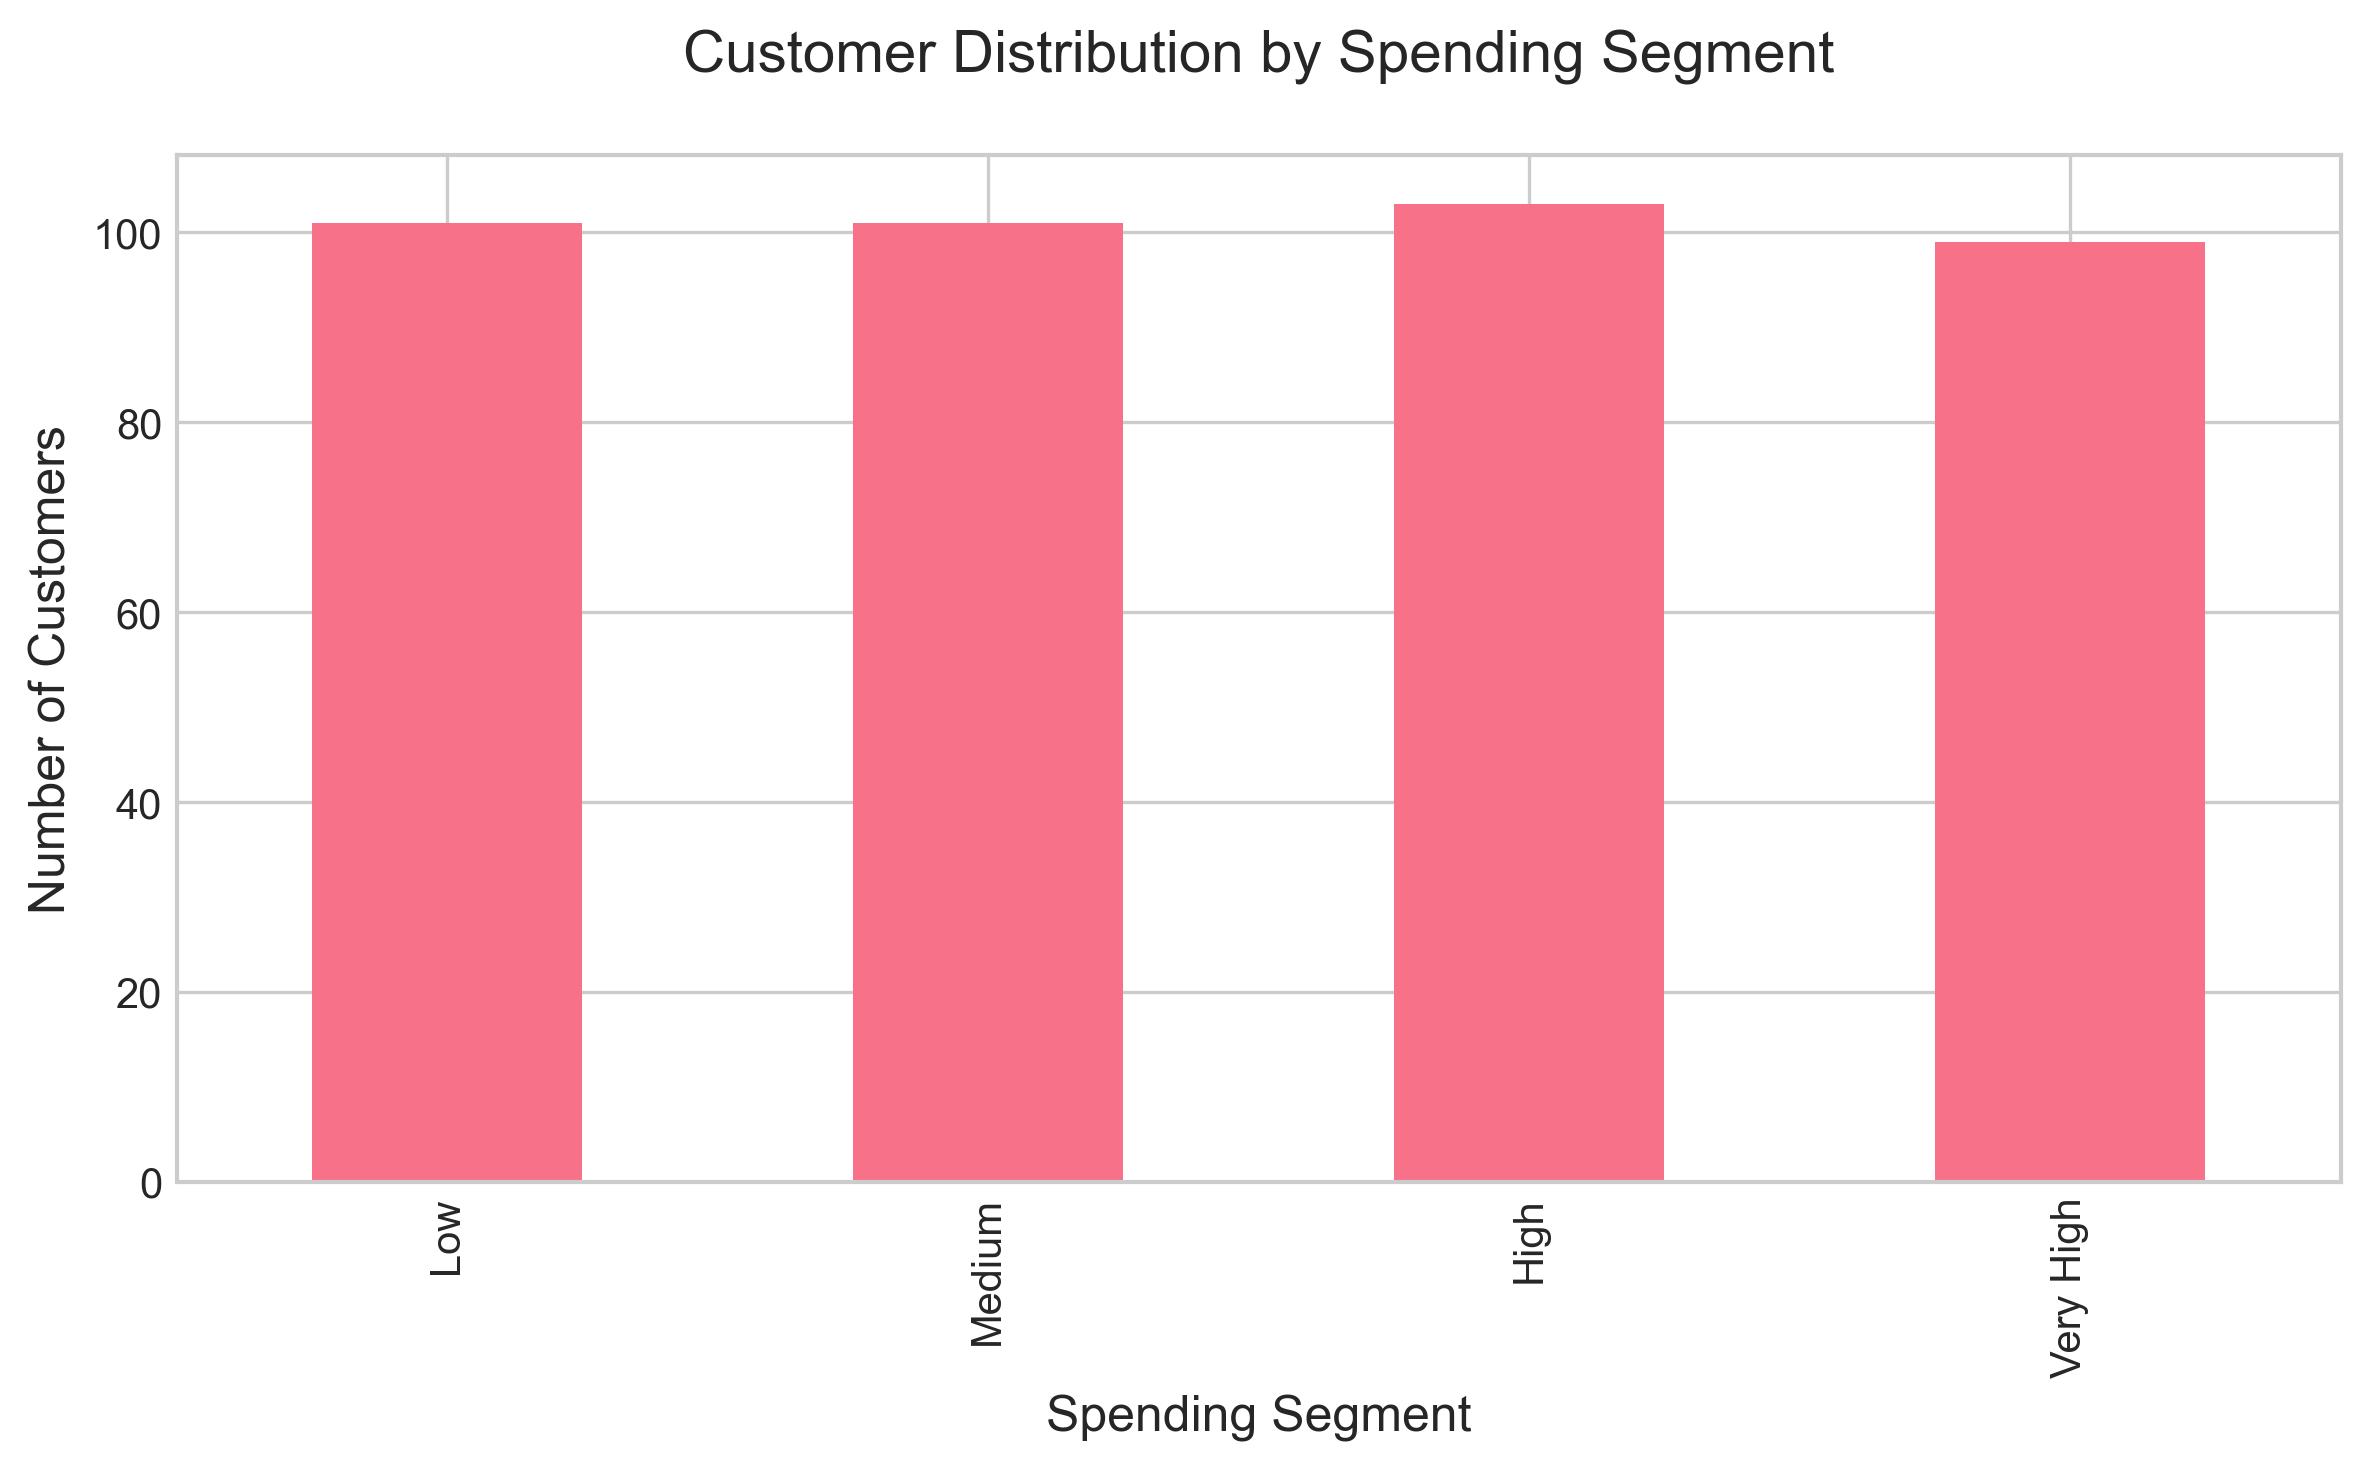 Customer Distribution by Spending Segment
Number of Customers
100
80
60
40
20
0
Low
Medium
High
Very High
Spending Segment